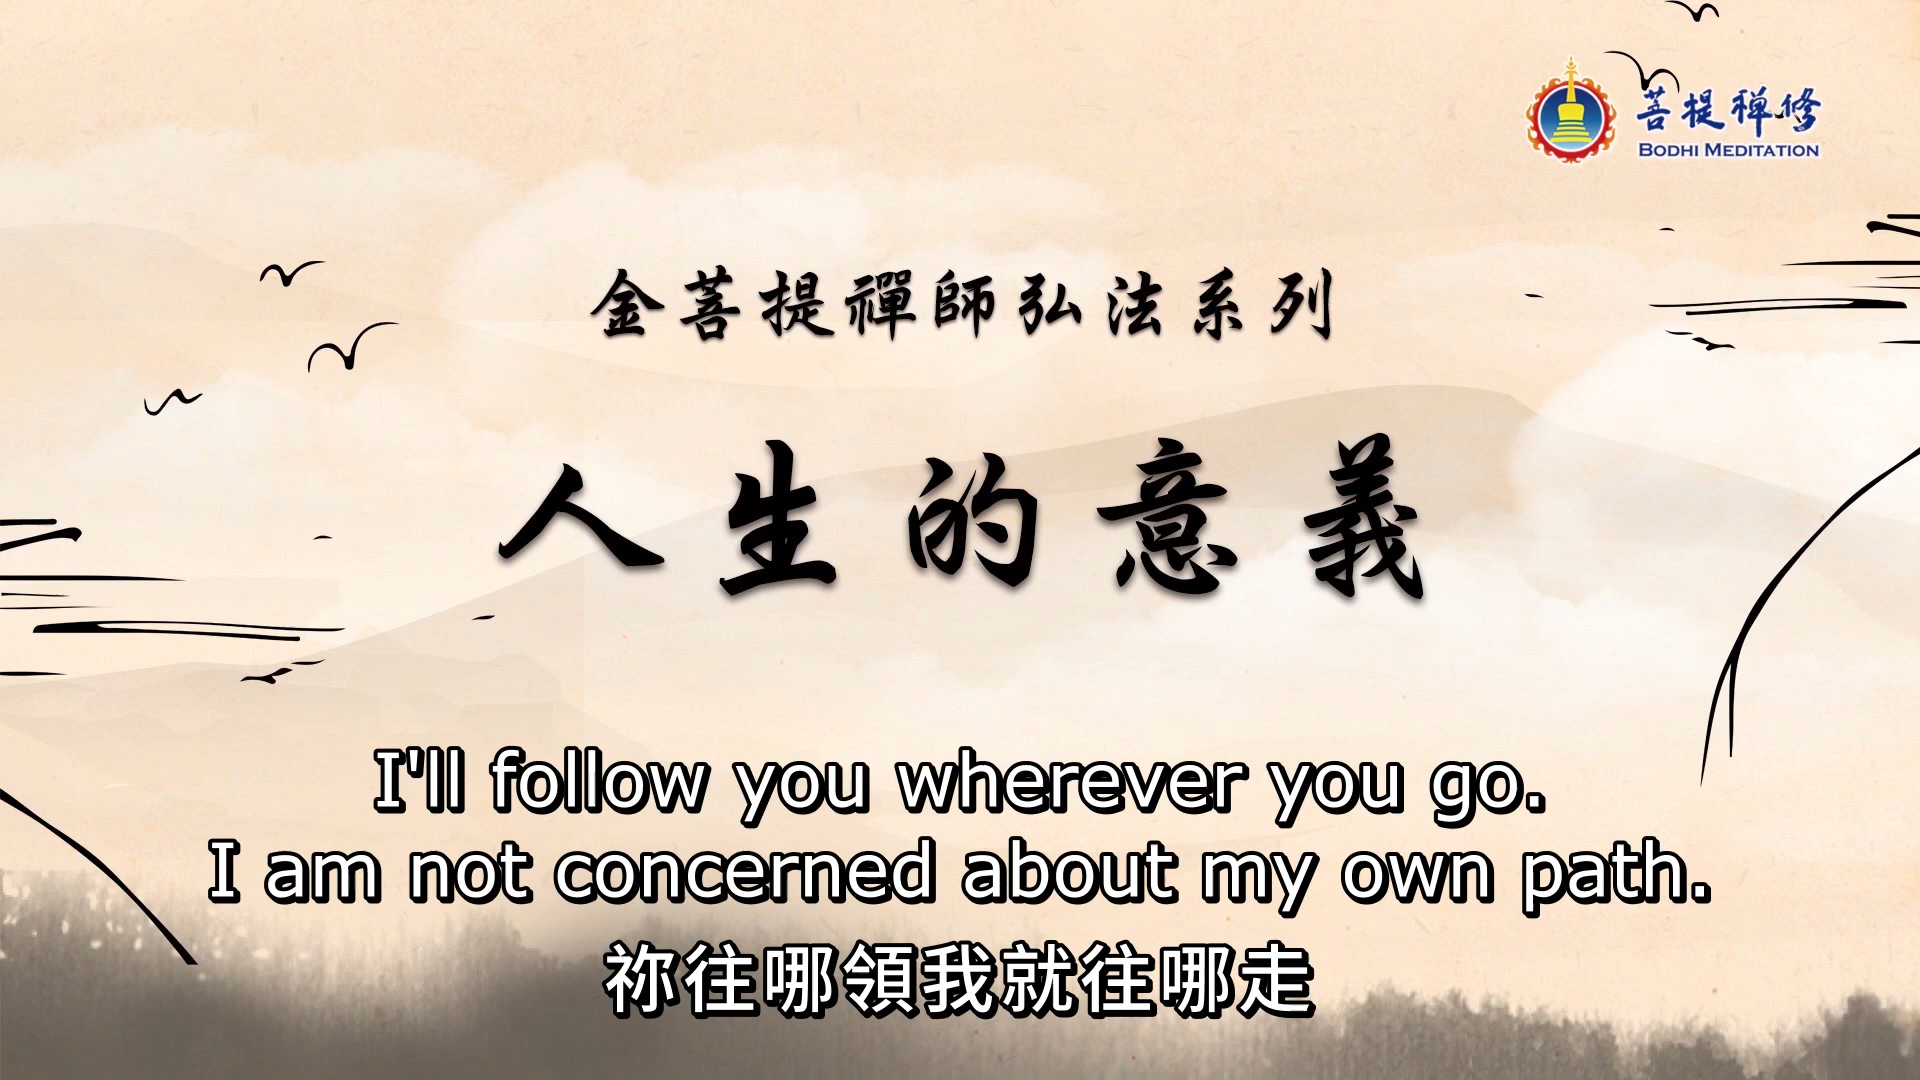 菩提禪修
BODHI MEDITATION
金菩提禪師弘法系列
人生的意義
I'll follow you wherever you go.
I am not concerned about my own path.
祢往哪領我就往哪走